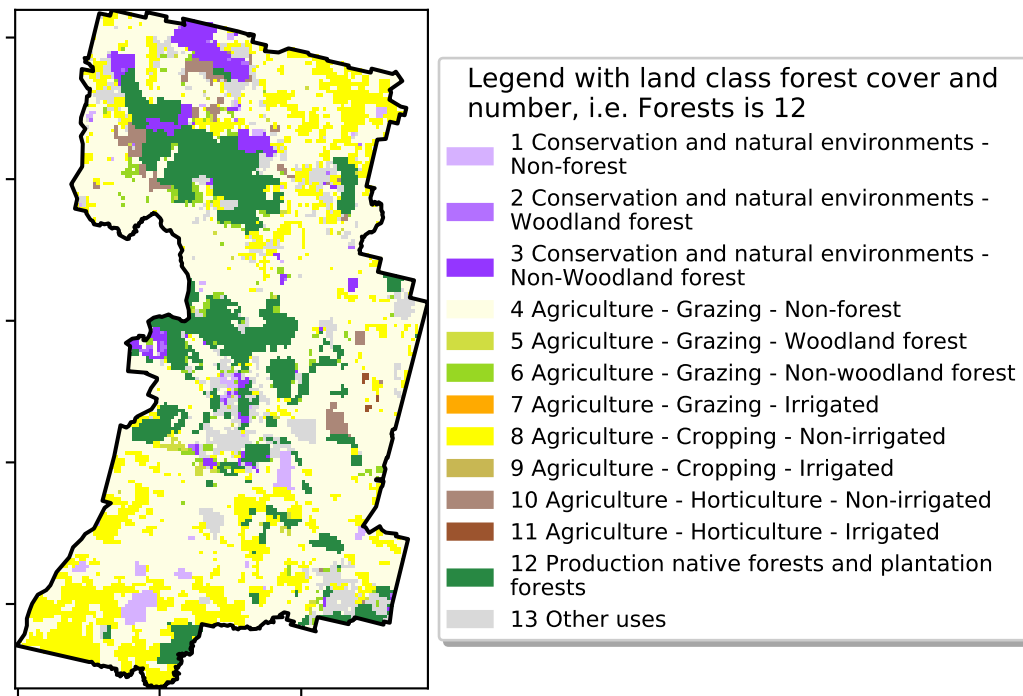 Legend with land class forest cover and
number, i.e. Forests is 12
1 Conservation and natural environments -
Non-forest
2 Conservation and natural environments -
Woodland forest
3 Conservation and natural environments -
Non-Woodland forest
4 Agriculture - Grazing - Non-forest
5 Agriculture - Grazing - Woodland forest
6 Agriculture - Grazing - Non-woodland forest
7 Agriculture - Grazing - Irrigated
8 Agriculture - Cropping - Non-irrigated
9 Agriculture - Cropping - Irrigated
10 Agriculture - Horticulture - Non-irrigated
11 Agriculture - Horticulture - Irrigated
12 Production native forests and plantation
forests
13 Other uses